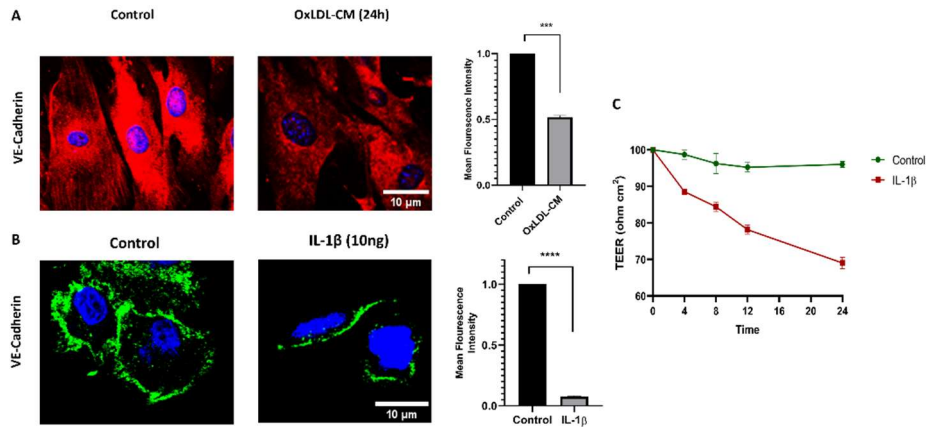 A
Control
OxLDL-CM (24h)
VE-Cadherin
10 μm
Mean Flourescence Intensity
1.0
0.5
0.0
***
Control
OxLDL-CM
B
Control
IL-1β (10ng)
VE-Cadherin
10 μm
Mean Flourescence
Intensity
1.0
0.5
0.0
****
Control
IL-1β
C
TEER (ohm cm²)
100
90
80
70
60
0
4
8
12
24
Time
Control
IL-1β